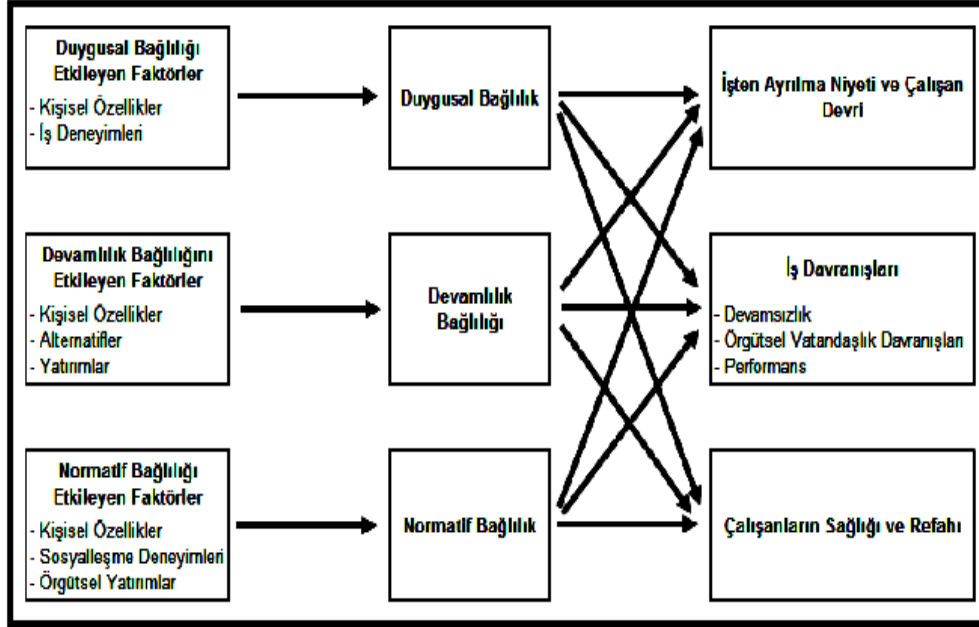 Duygusal Bağlılığı
Etkileyen Faktörler
- Kişisel Özellikler
- İş Deneyimleri
Duygusal Bağlılık
İşten Ayrılma Niyeti ve Çalışan
Devri
Devamlılık Bağlılığını
Etkileyen Faktörler
- Kişisel Özellikler
- Alternatifler
- Yatırımlar
Devamlılık
Bağlılığı
İş Davranışları
- Devamsızlık
- Örgütsel Vatandaşlık Davranışları
- Performans
Normatif Bağlılığı
Etkileyen Faktörler
- Kişisel Özellikler
- Sosyalleşme Deneyimleri
- Örgütsel Yatırımlar
Normatif Bağlılık
Çalışanların Sağlığı ve Refahı